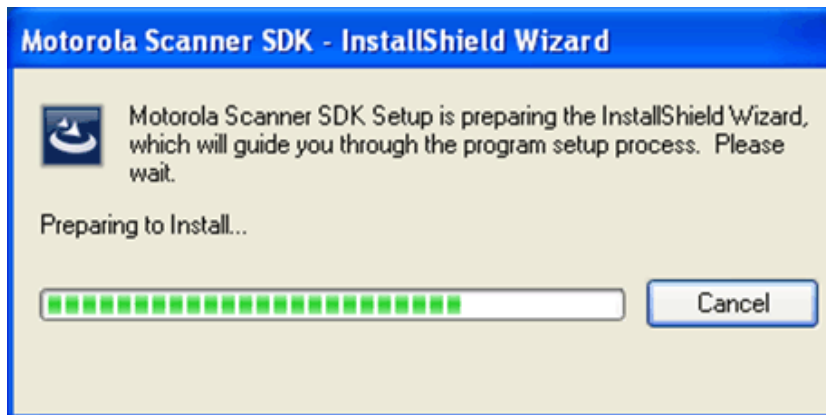 Motorola Scanner SDK - InstallShield Wizard
Motorola Scanner SDK Setup is preparing the InstallShield Wizard,
which will guide you through the program setup process.  Please
wait.
Preparing to Install...
Cancel